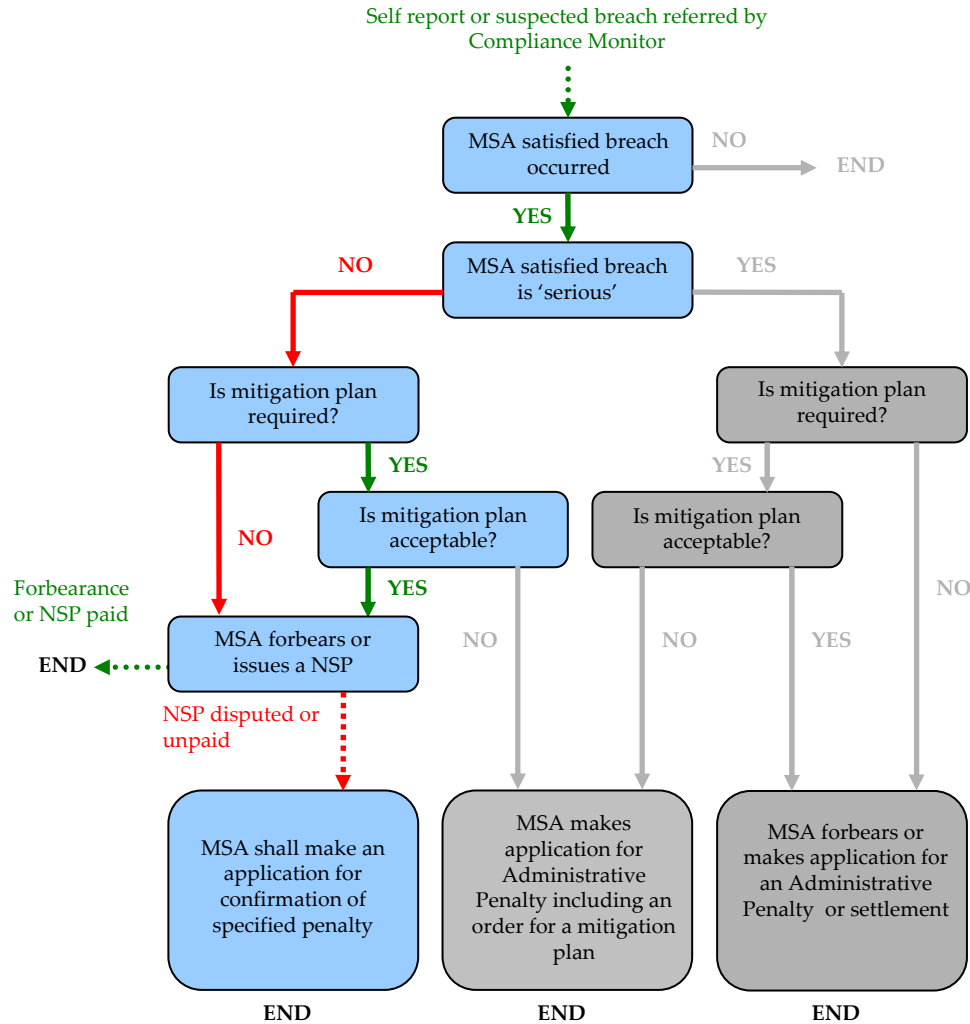 Self report or suspected breach referred by
Compliance Monitor
MSA satisfied breach
occurred
NO
END
YES
MSA satisfied breach
is ‘serious’
NO
YES
Is mitigation plan
required?
Is mitigation plan
required?
YES
YES
Is mitigation plan
acceptable?
Is mitigation plan
acceptable?
NO
YES
Forbearance
or NSP paid
NO
END
MSA forbears or
issues a NSP
NO
NO
YES
NSP disputed or
unpaid
MSA shall make an
application for
confirmation of
specified penalty
MSA makes
application for
Administrative
Penalty including an
order for a mitigation
plan
MSA forbears or
makes application for
an Administrative
Penalty or settlement
END
END
END